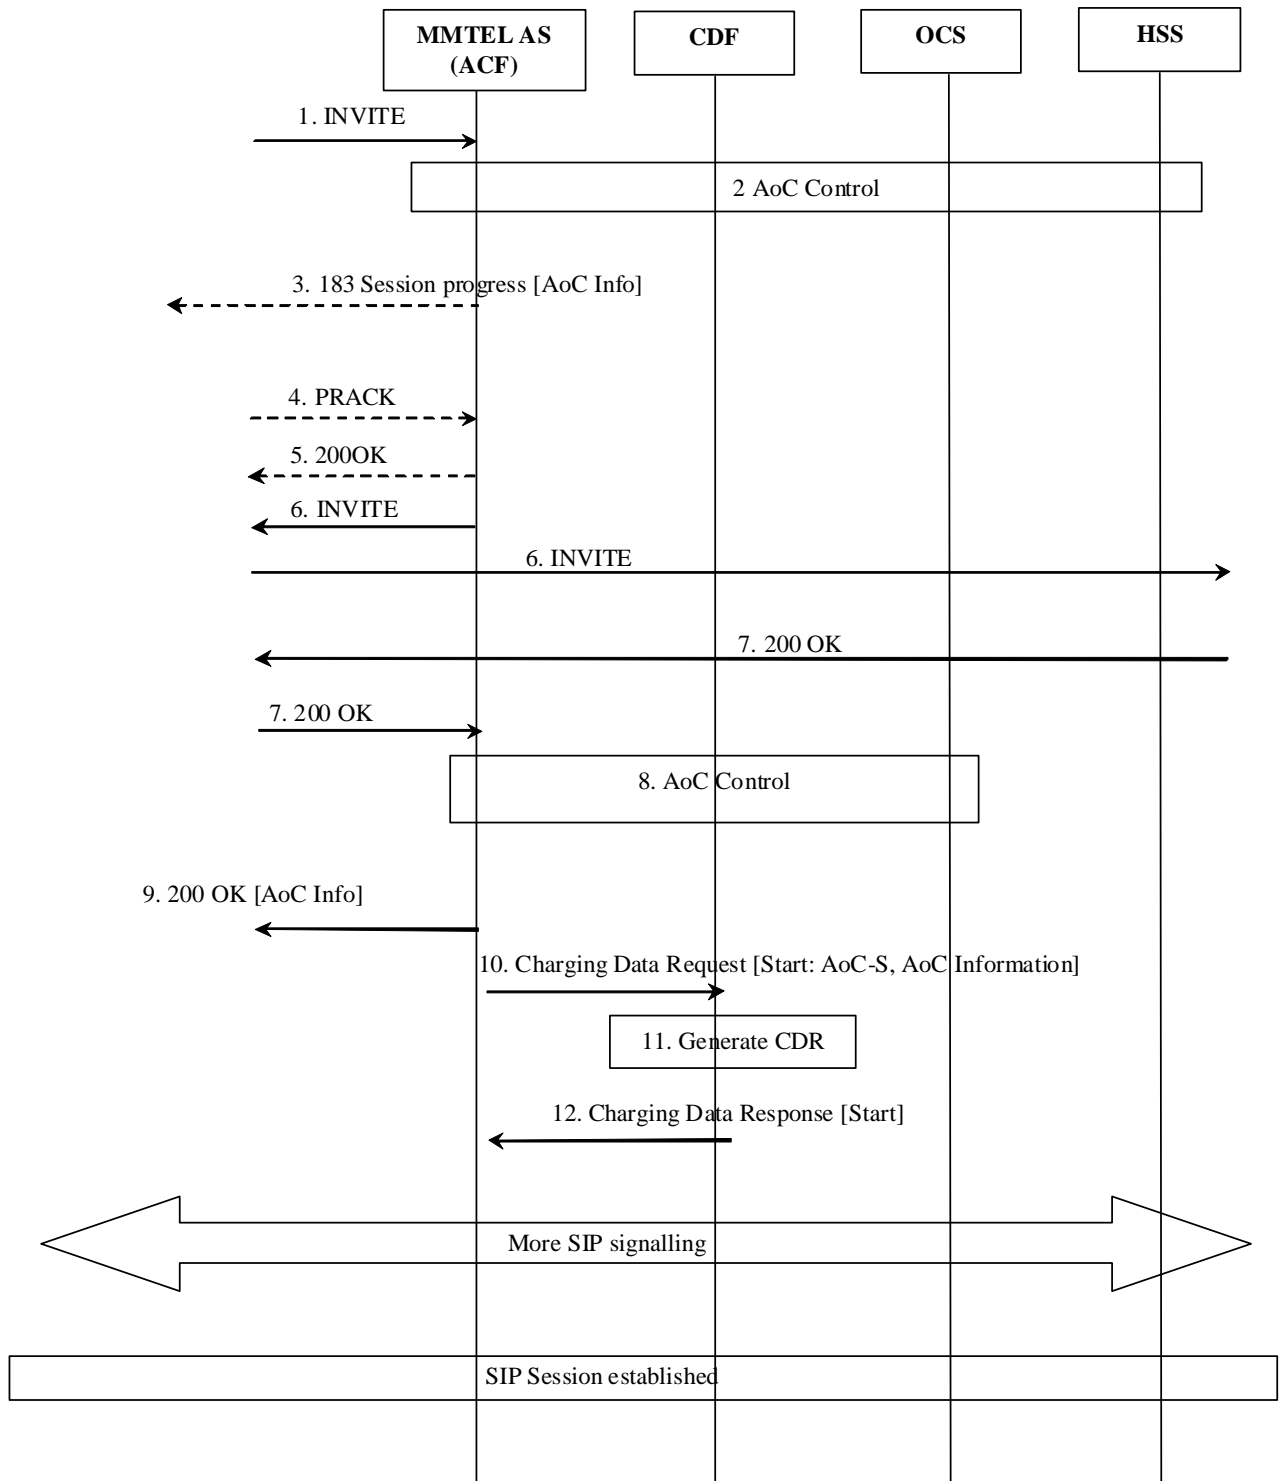 MMTEL AS
(ACF)
CDF
OCS
HSS
1. INVITE
2 AoC Control
3. 183 Session progress [AoC Info]
4. PRACK
5. 200OK
6. INVITE
6. INVITE
7. 200 OK
7. 200 OK
8. AoC Control
9. 200 OK [AoC Info]
10. Charging Data Request [Start: AoC-S, AoC Information]
11. Generate CDR
12. Charging Data Response [Start]
More SIP signalling
SIP Session established